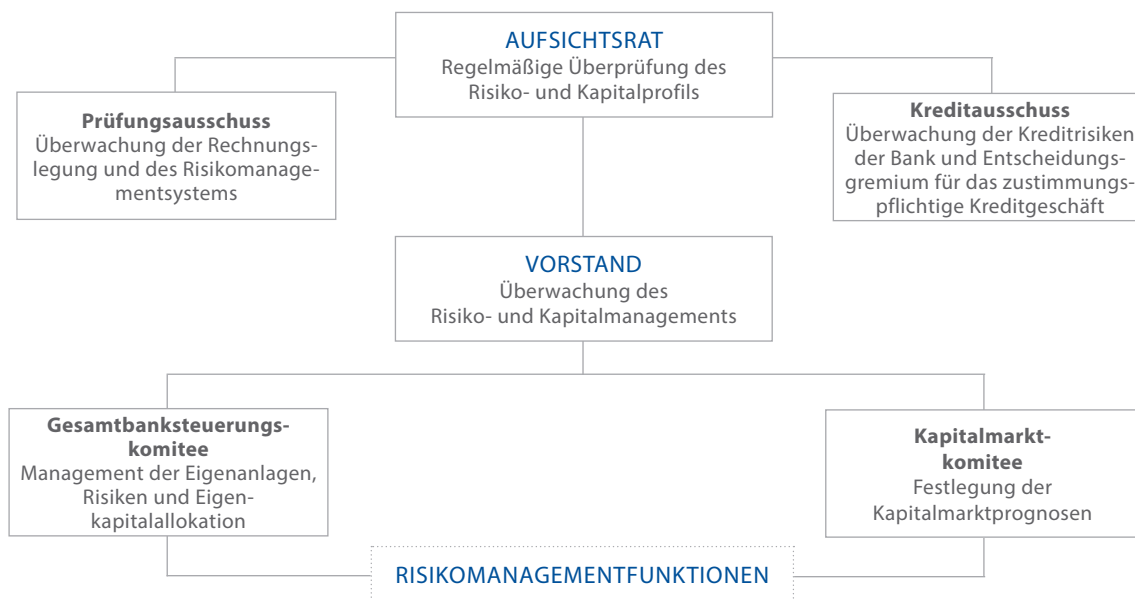 AUFSICHTSRAT
Regelmäßige Überprüfung des
Risiko- und Kapitalprofils
Prüfungsausschuss
Überwachung der Rechnungs-
legung und des Risikomanage-
mentsystems
Kreditausschuss
Überwachung der Kreditrisiken
der Bank und Entscheidungs-
gremium für das zustimmungs-
pflichtige Kreditgeschäft
VORSTAND
Überwachung des
Risiko- und Kapitalmanagements
Gesamtbanksteuerungs-
komitee
Management der Eigenanlagen,
Risiken und Eigen-
kapitalallokation
Kapitalmarkt-
komitee
Festlegung der
Kapitalmarktprognosen
RISIKOMANAGEMENTFUNKTIONEN